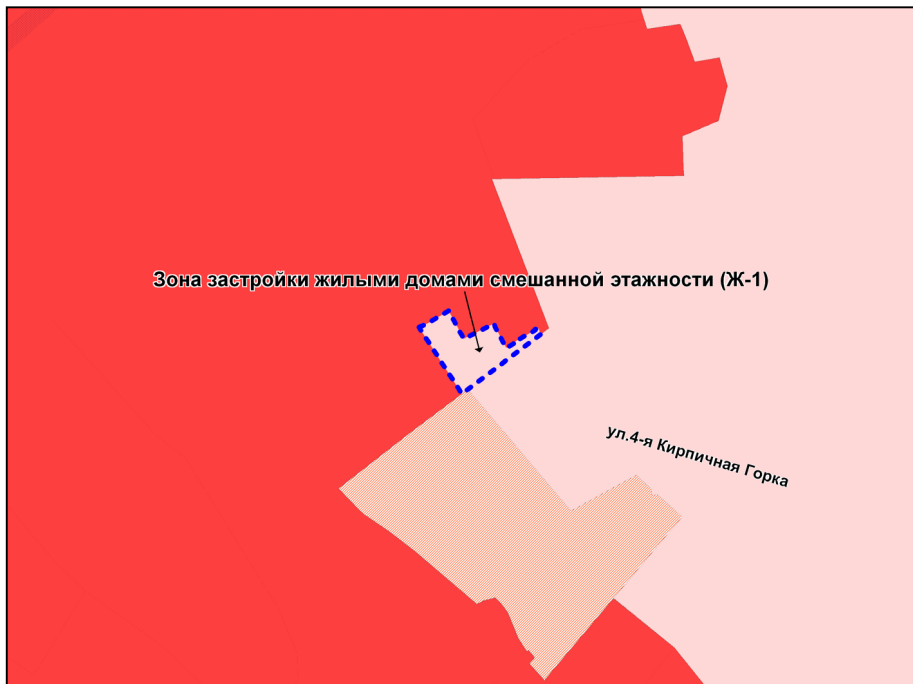 Зона застройки жилыми домами смешанной этажности (Ж-1)
ул.4-я Кирпичная Горка